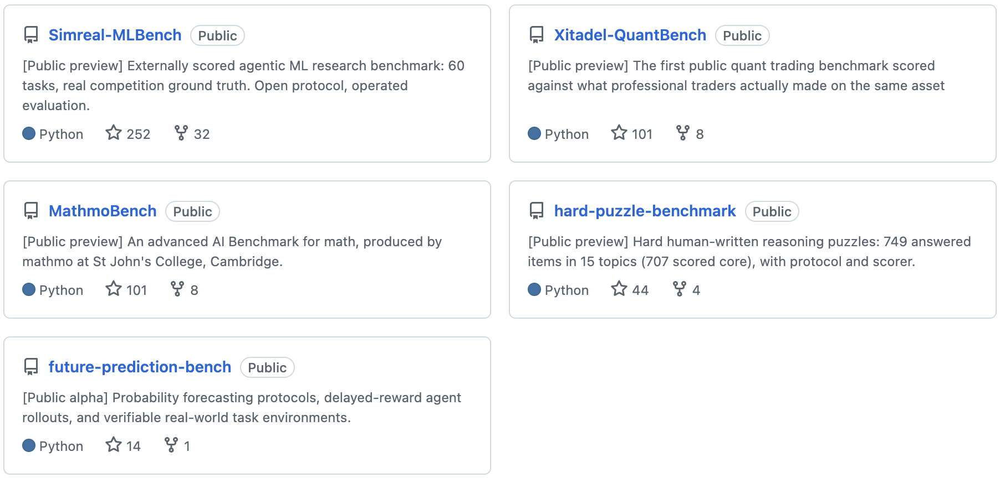 Simreal-MLBench Public
[Public preview] Externally scored agentic ML research benchmark: 60
tasks, real competition ground truth. Open protocol, operated
evaluation.
Python 252 32
Xitadel-QuantBench Public
[Public preview] The first public quant trading benchmark scored
against what professional traders actually made on the same asset
Python 101 8
MathmoBench Public
[Public preview] An advanced AI Benchmark for math, produced by
mathmo at St John's College, Cambridge.
Python 101 8
hard-puzzle-benchmark Public
[Public preview] Hard human-written reasoning puzzles: 749 answered
items in 15 topics (707 scored core), with protocol and scorer.
Python 44 4
future-prediction-bench Public
[Public alpha] Probability forecasting protocols, delayed-reward agent
rollouts, and verifiable real-world task environments.
Python 14 1